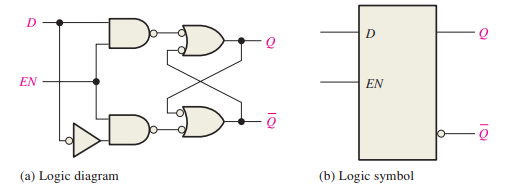 D
EN
Q
Q̅
(a) Logic diagram
D
EN
Q
Q̅
(b) Logic symbol